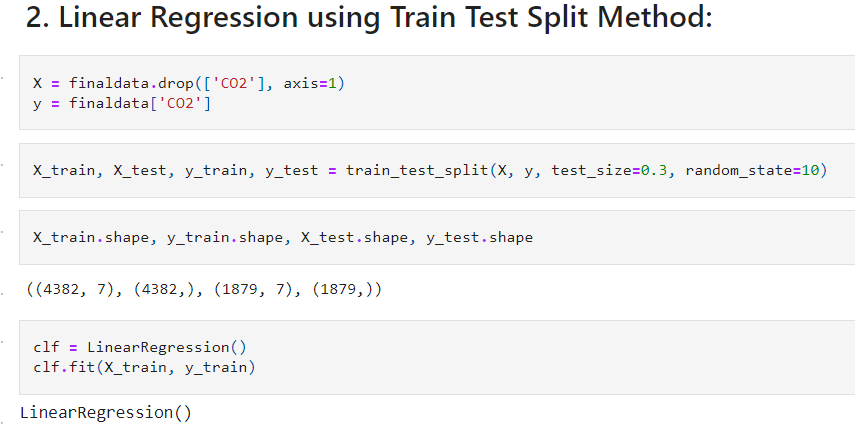 2. Linear Regression using Train Test Split Method:
X = finaldata.drop(['CO2'], axis=1)
y = finaldata['CO2']
X_train, X_test, y_train, y_test = train_test_split(X, y, test_size=0.3, random_state=10)
X_train.shape, y_train.shape, X_test.shape, y_test.shape
((4382, 7), (4382,), (1879, 7), (1879,))
clf = LinearRegression()
clf.fit(X_train, y_train)
LinearRegression()